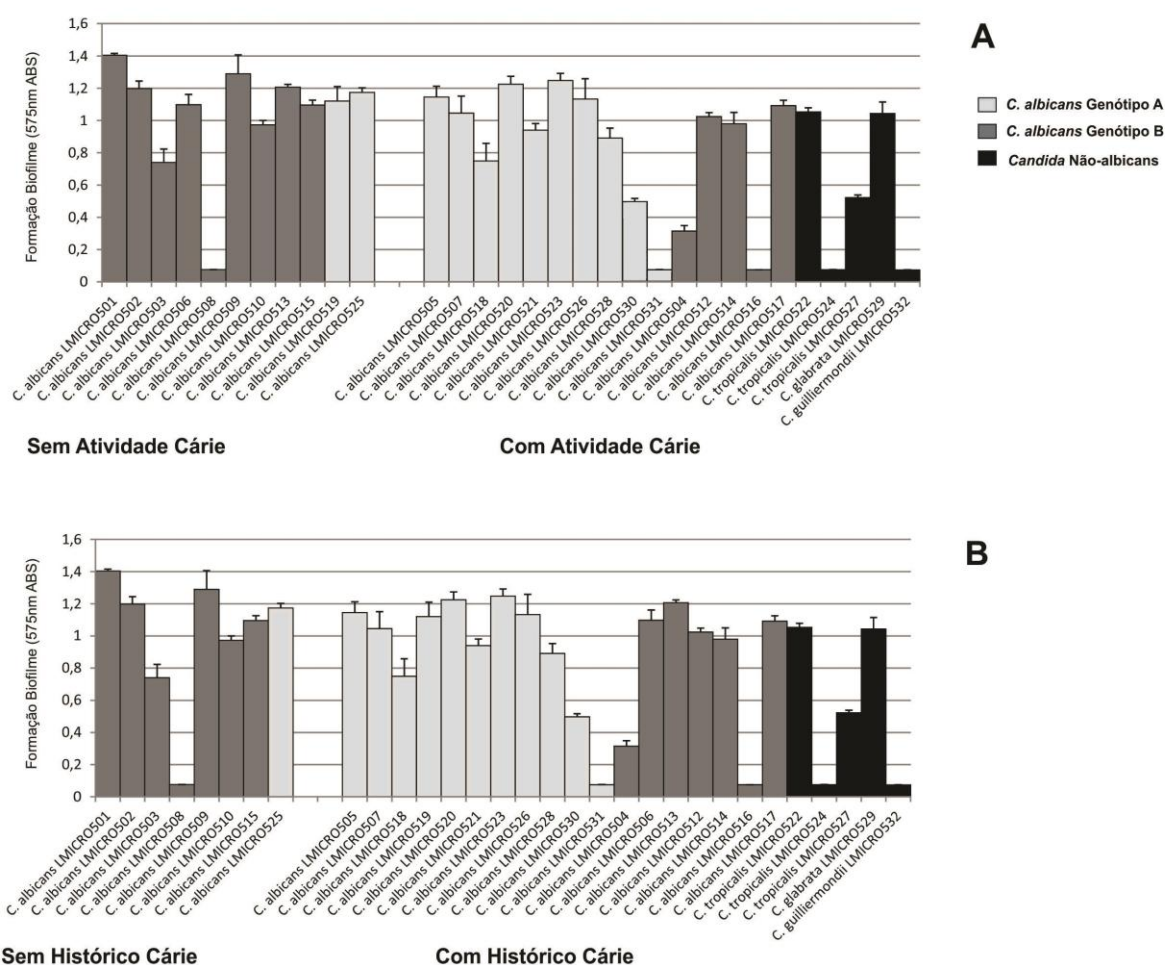 A
Formação Biofilme (575nm ABS)
1,6
1,4
1,2
1
0,8
0,6
0,4
0,2
0
C. albicans LMICRO501
C. albicans LMICRO502
C. albicans LMICRO503
C. albicans LMICRO506
C. albicans LMICRO508
C. albicans LMICRO509
C. albicans LMICRO510
C. albicans LMICRO513
C. albicans LMICRO515
C. albicans LMICRO519
C. albicans LMICRO525
C. albicans LMICRO505
C. albicans LMICRO507
C. albicans LMICRO518
C. albicans LMICRO520
C. albicans LMICRO521
C. albicans LMICRO523
C. albicans LMICRO526
C. albicans LMICRO528
C. albicans LMICRO530
C. albicans LMICRO531
C. albicans LMICRO504
C. albicans LMICRO512
C. albicans LMICRO514
C. albicans LMICRO516
C. albicans LMICRO517
C. tropicalis LMICRO522
C. tropicalis LMICRO524
C. tropicalis LMICRO527
C. glabrata LMICRO529
C. guilliermondii LMICRO532
Sem Atividade Cárie
Com Atividade Cárie
C. albicans Genótipo A
C. albicans Genótipo B
Candida Não-albicans
B
Formação Biofilme (575nm ABS)
1,6
1,4
1,2
1
0,8
0,6
0,4
0,2
0
C. albicans LMICRO501
C. albicans LMICRO502
C. albicans LMICRO503
C. albicans LMICRO508
C. albicans LMICRO509
C. albicans LMICRO510
C. albicans LMICRO515
C. albicans LMICRO525
C. albicans LMICRO505
C. albicans LMICRO507
C. albicans LMICRO518
C. albicans LMICRO519
C. albicans LMICRO520
C. albicans LMICRO521
C. albicans LMICRO523
C. albicans LMICRO526
C. albicans LMICRO528
C. albicans LMICRO530
C. albicans LMICRO531
C. albicans LMICRO504
C. albicans LMICRO506
C. albicans LMICRO513
C. albicans LMICRO512
C. albicans LMICRO514
C. albicans LMICRO516
C. albicans LMICRO517
C. tropicalis LMICRO522
C. tropicalis LMICRO524
C. tropicalis LMICRO527
C. glabrata LMICRO529
C. guilliermondii LMICRO532
Sem Histórico Cárie
Com Histórico Cárie